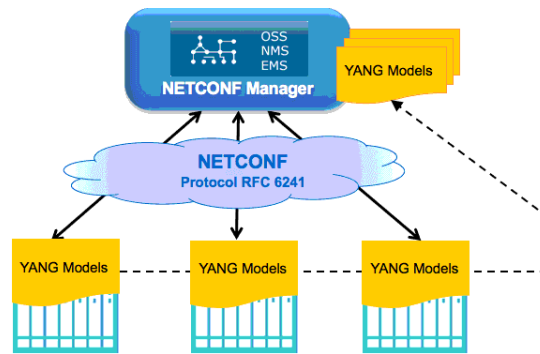 OSS
NMS
EMS
NETCONF Manager
YANG Models
NETCONF
Protocol RFC 6241
YANG Models
YANG Models
YANG Models